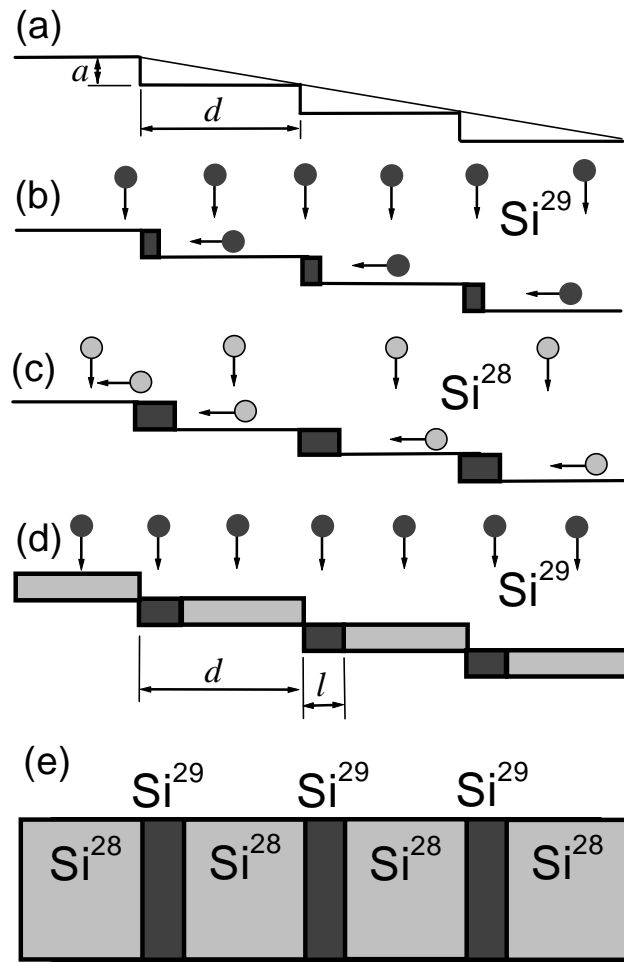 (a)
a
d
(b)
Si²⁹
(c)
Si²⁸
(d)
Si²⁹
d
l
(e)
Si²⁹ Si²⁹ Si²⁹
Si²⁸ Si²⁸ Si²⁸ Si²⁸